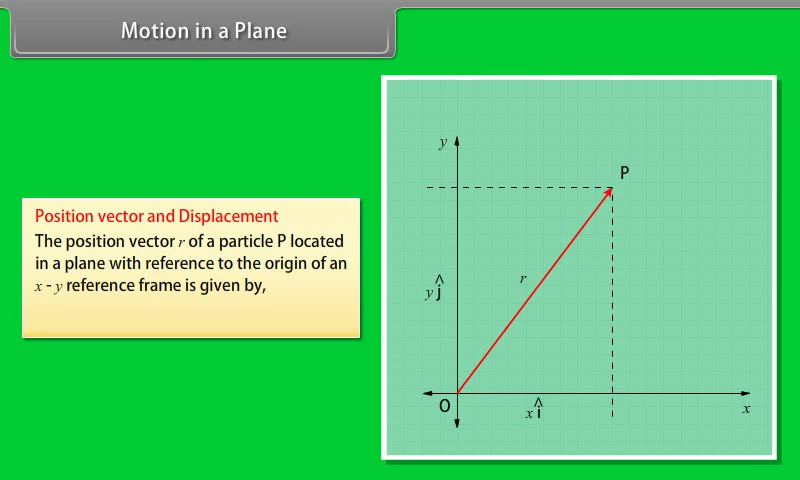 Motion in a Plane
Position vector and Displacement
The position vector r of a particle P located
in a plane with reference to the origin of an
x - y reference frame is given by,
y
P
r
y ĵ
O
x î
x